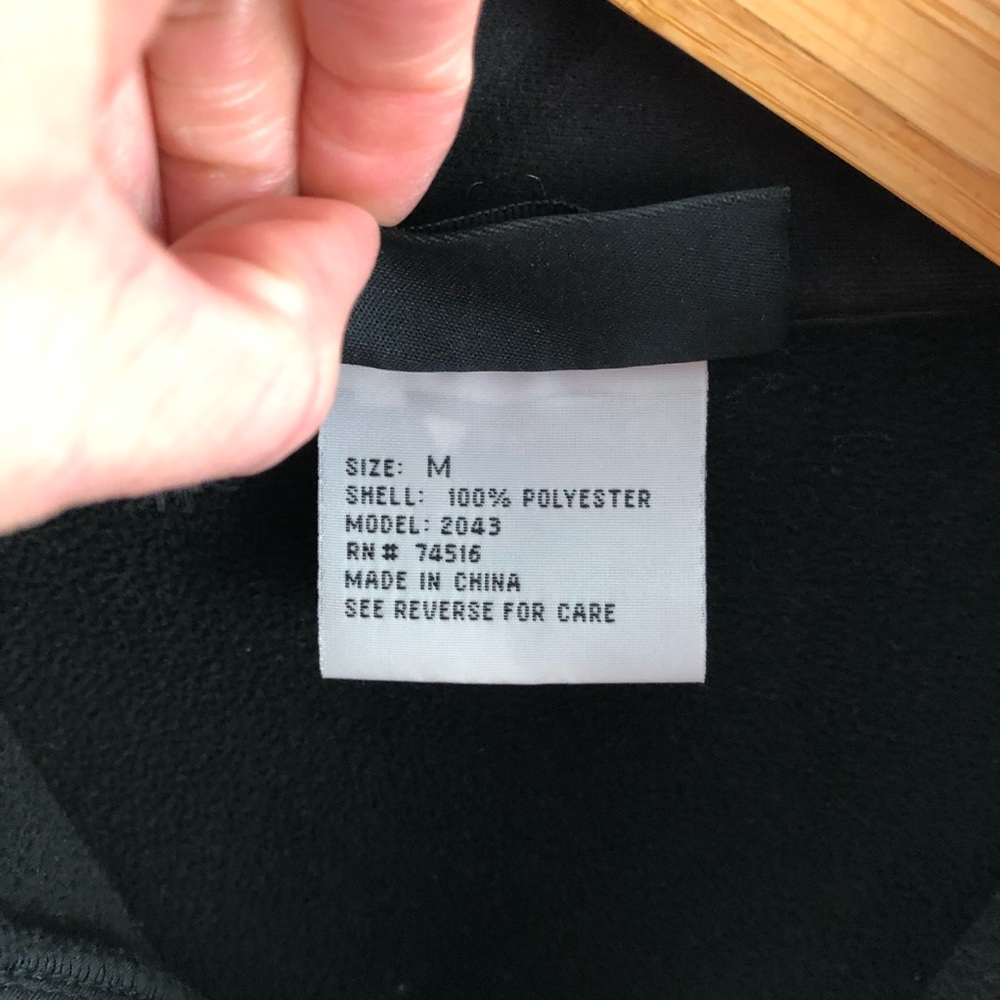 SIZE: M
SHELL: 100% POLYESTER
MODEL: 2043
RN# 74516
MADE IN CHINA
SEE REVERSE FOR CARE